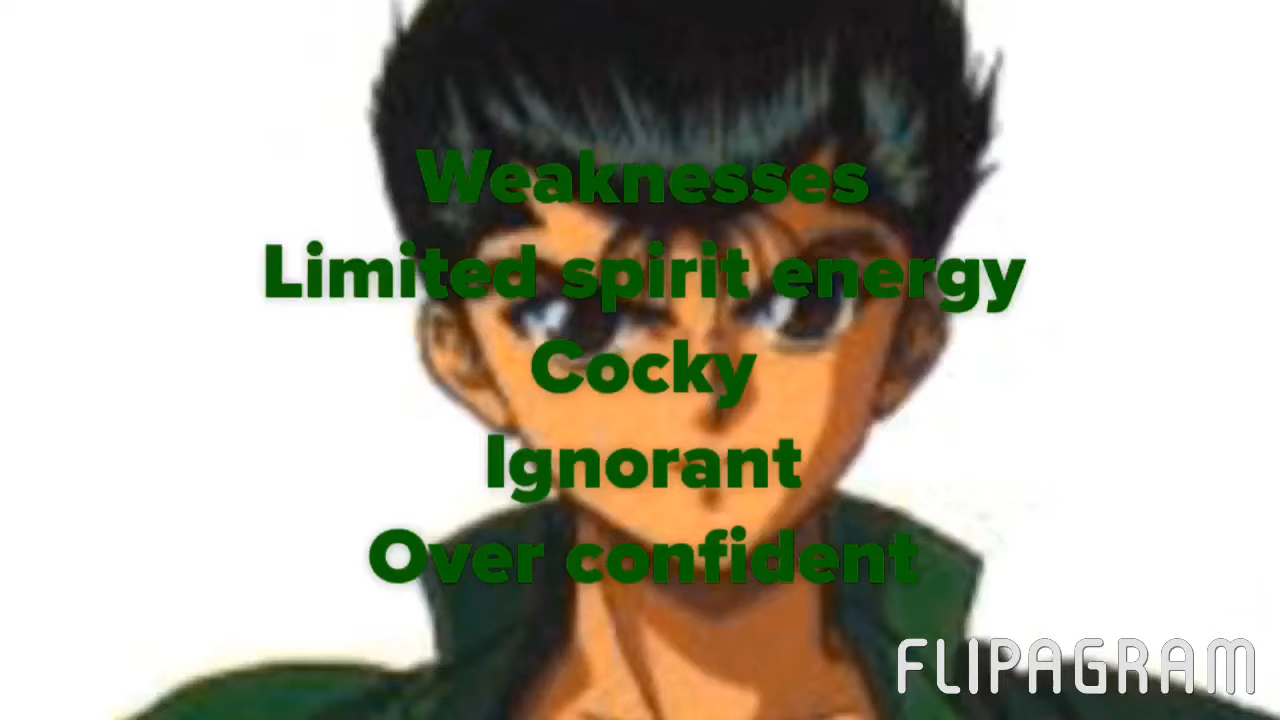 Weaknesses
Limited spirit energy
Cocky
Ignorant
Over confident
FLIPAGRAM